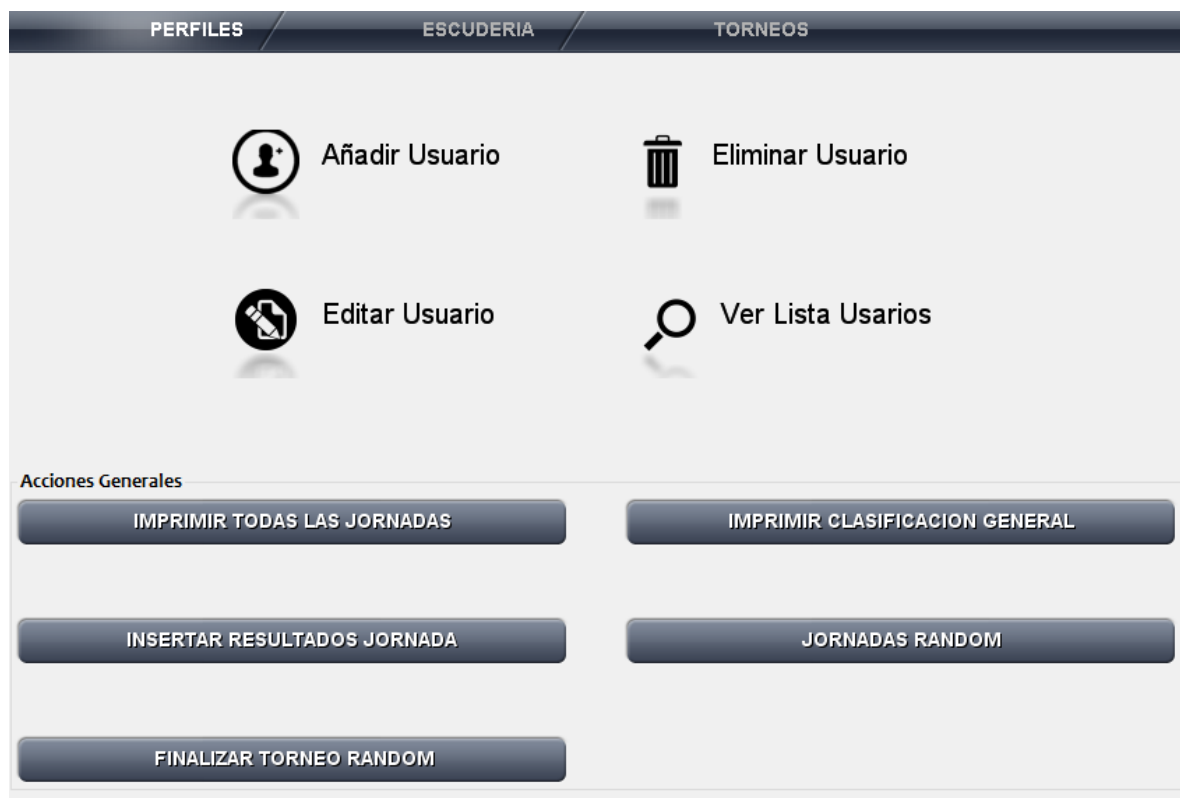 PERFILES ESCUDERIA TORNEOS
Añadir Usuario Eliminar Usuario
Editar Usuario Ver Lista Usarios
Acciones Generales
IMPRIMIR TODAS LAS JORNADAS IMPRIMIR CLASIFICACION GENERAL
INSERTAR RESULTADOS JORNADA JORNADAS RANDOM
FINALIZAR TORNEO RANDOM